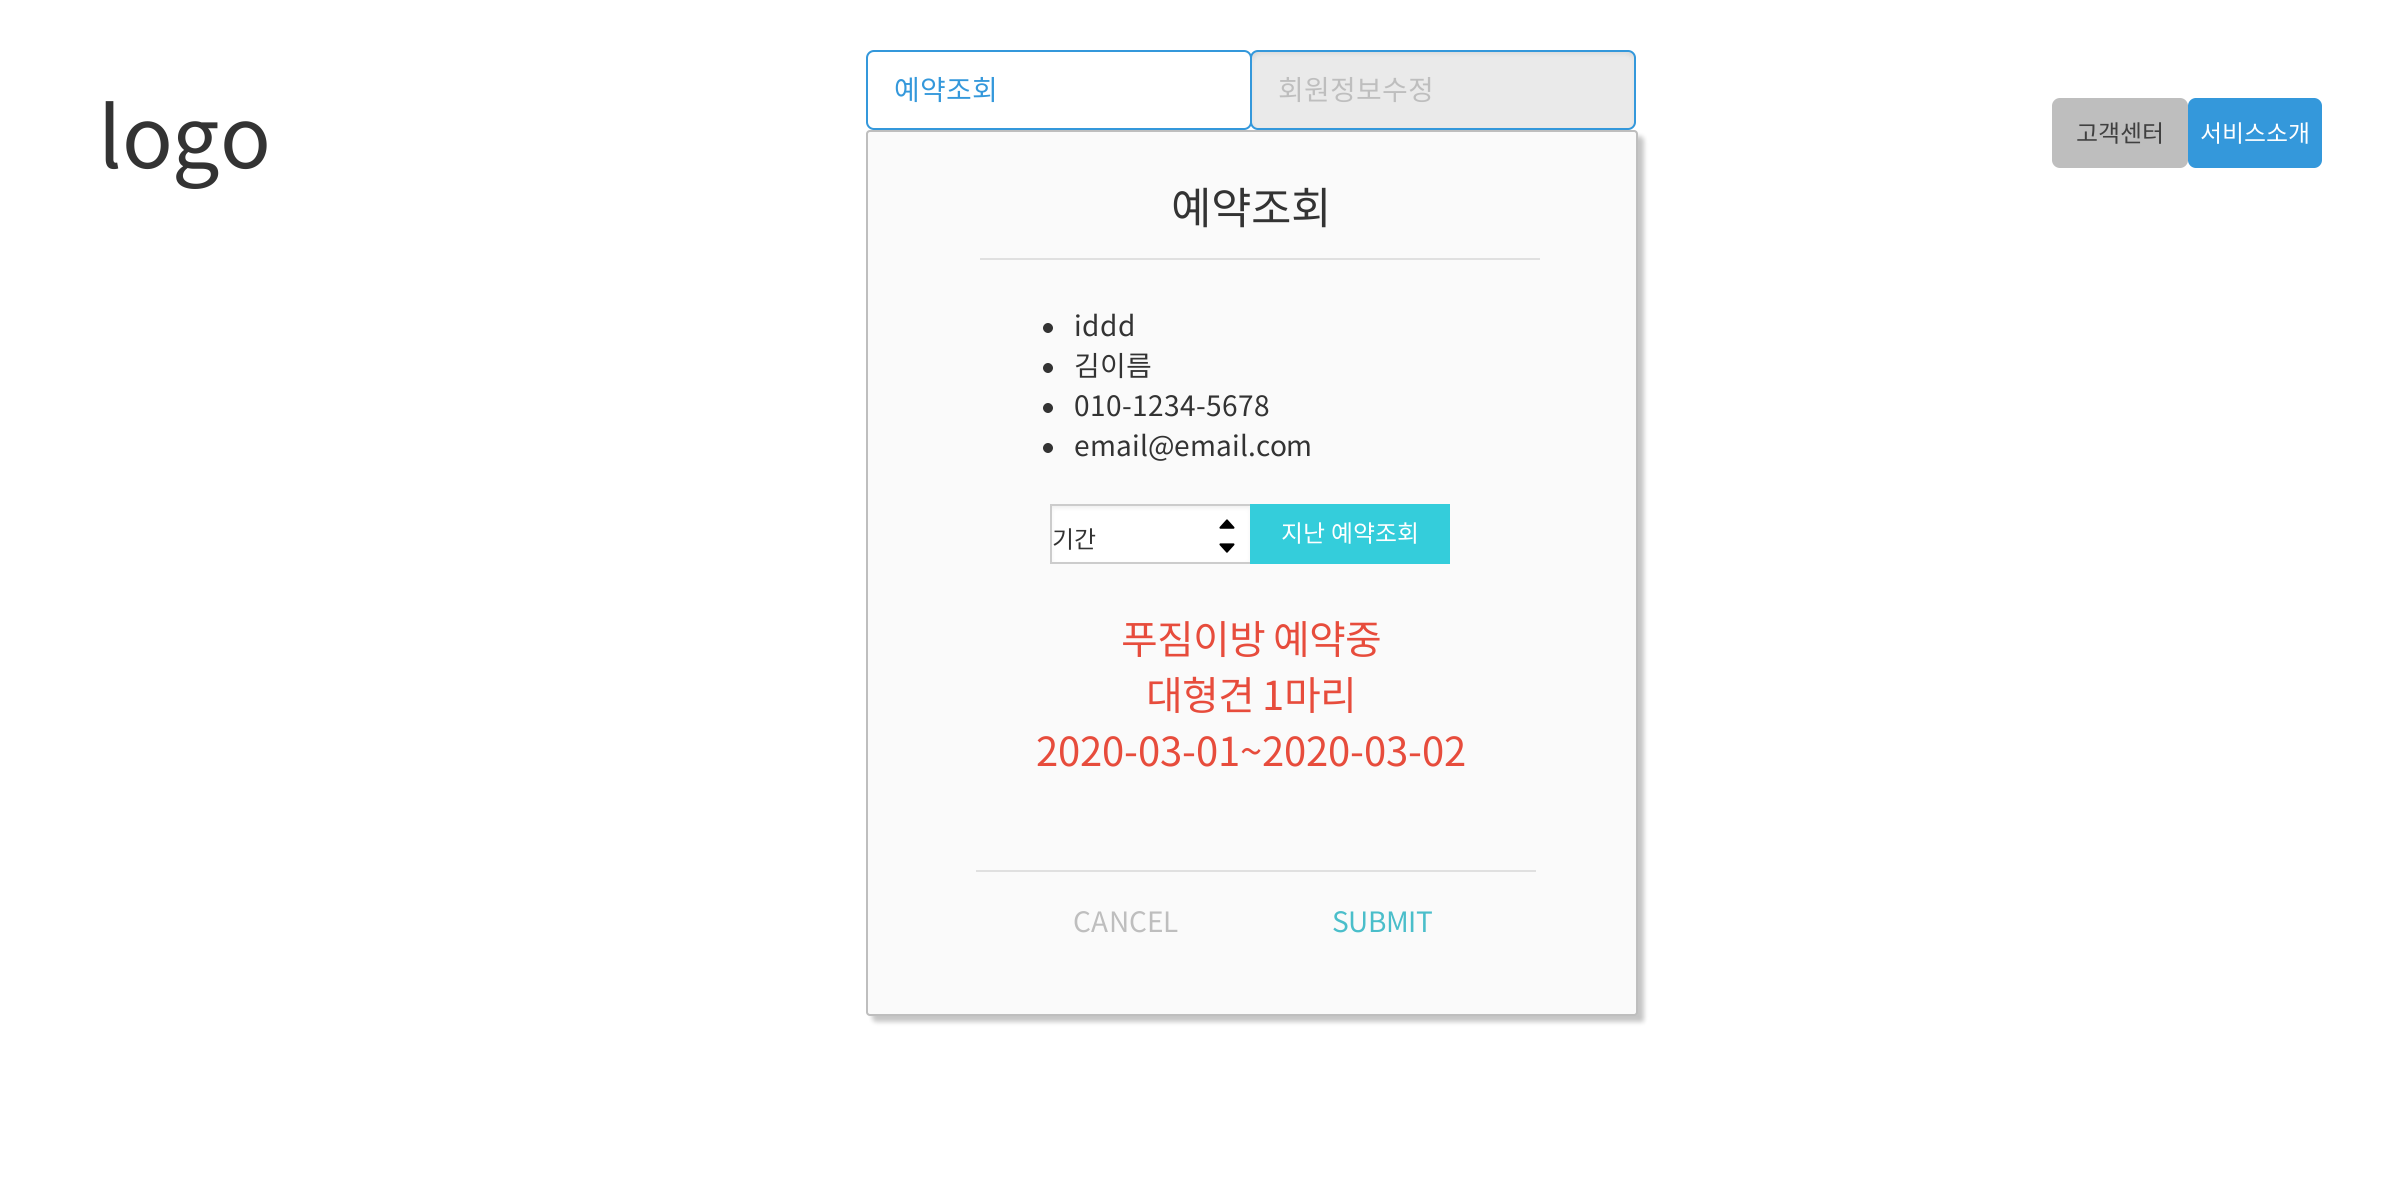 logo
예약조회
회원정보수정
고객센터
서비스소개
예약조회
iddd
김이름
010-1234-5678
email@email.com
기간
지난 예약조회
푸짐이방 예약중
대형견 1마리
2020-03-01~2020-03-02
CANCEL
SUBMIT